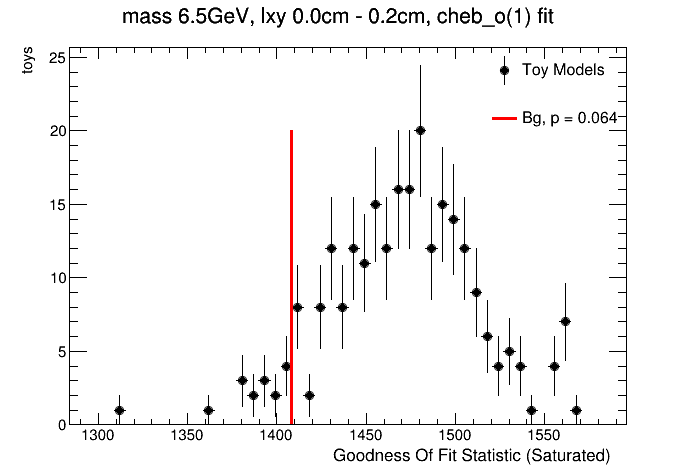 mass 6.5GeV, lxy 0.0cm - 0.2cm, cheb_o(1) fit
toys
25
20
15
10
5
0
Toy Models
Bg, p = 0.064
1300 1350 1400 1450 1500 1550
Goodness Of Fit Statistic (Saturated)